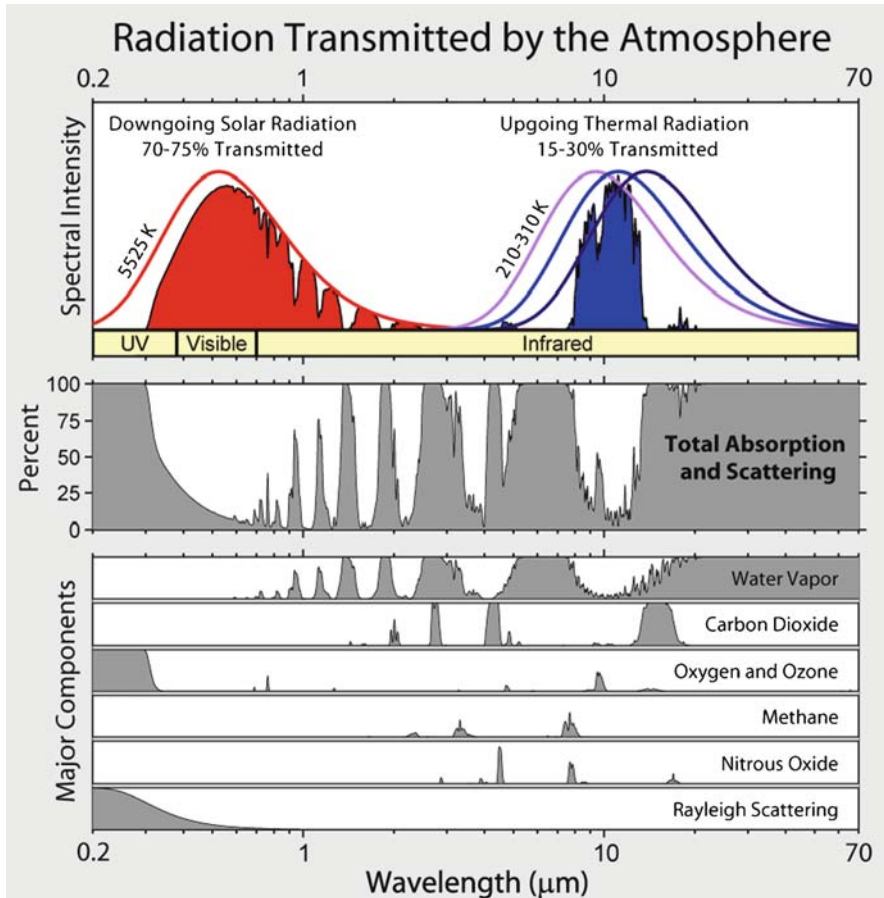 Radiation Transmitted by the Atmosphere
0.2 1 10 70
Spectral Intensity
Downgoing Solar Radiation
70-75% Transmitted
Upgoing Thermal Radiation
15-30% Transmitted
5525 K
210-310 K
UV Visible Infrared
Percent
100
75
50
25
0
Total Absorption
and Scattering
Major Components
Water Vapor
Carbon Dioxide
Oxygen and Ozone
Methane
Nitrous Oxide
Rayleigh Scattering
0.2 1 10 70
Wavelength (μm)